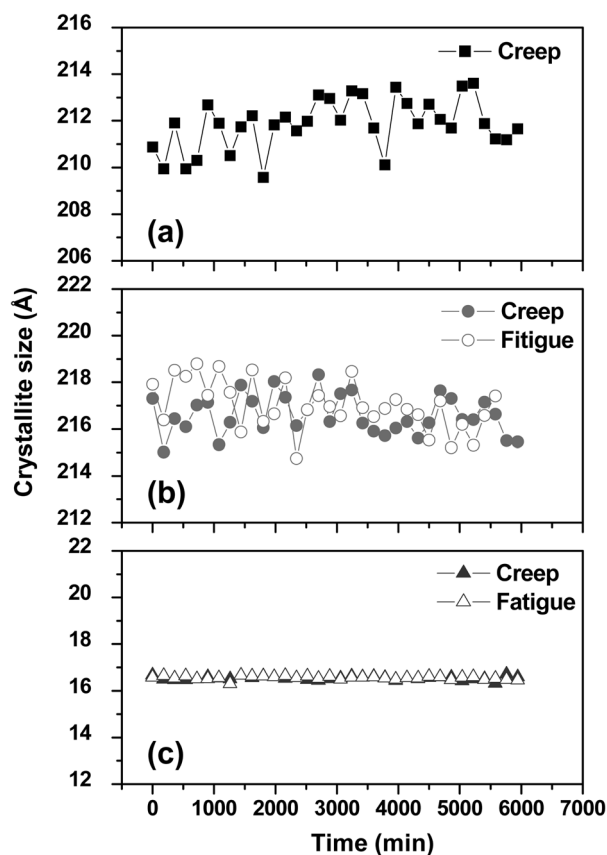 216
214
212
210
208
206
Creep
(a)
Crystallite size (Å)
222
220
218
216
214
212
Creep
Fitigue
(b)
22
20
18
16
14
12
Creep
Fatigue
(c)
0 1000 2000 3000 4000 5000 6000 7000
Time (min)